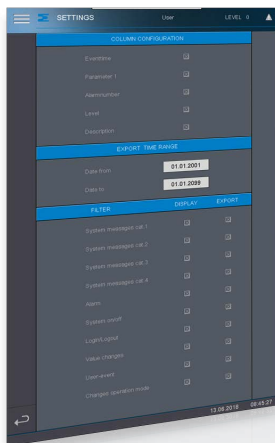 SETTINGS User LEVEL 0
COLUMN CONFIGURATION
Eventtime
Parameter 1
Alarmnumber
Level
Description
EXPORT TIME RANGE
Date from 01.01.2001
Date to 01.01.2099
FILTER DISPLAY EXPORT
System messages cat.1
System messages cat.2
System messages cat.3
System messages cat.4
Alarm
System on/off
Login/Logout
Value changes
User-event
Changes operation mode
13.06.2019 08:45:27